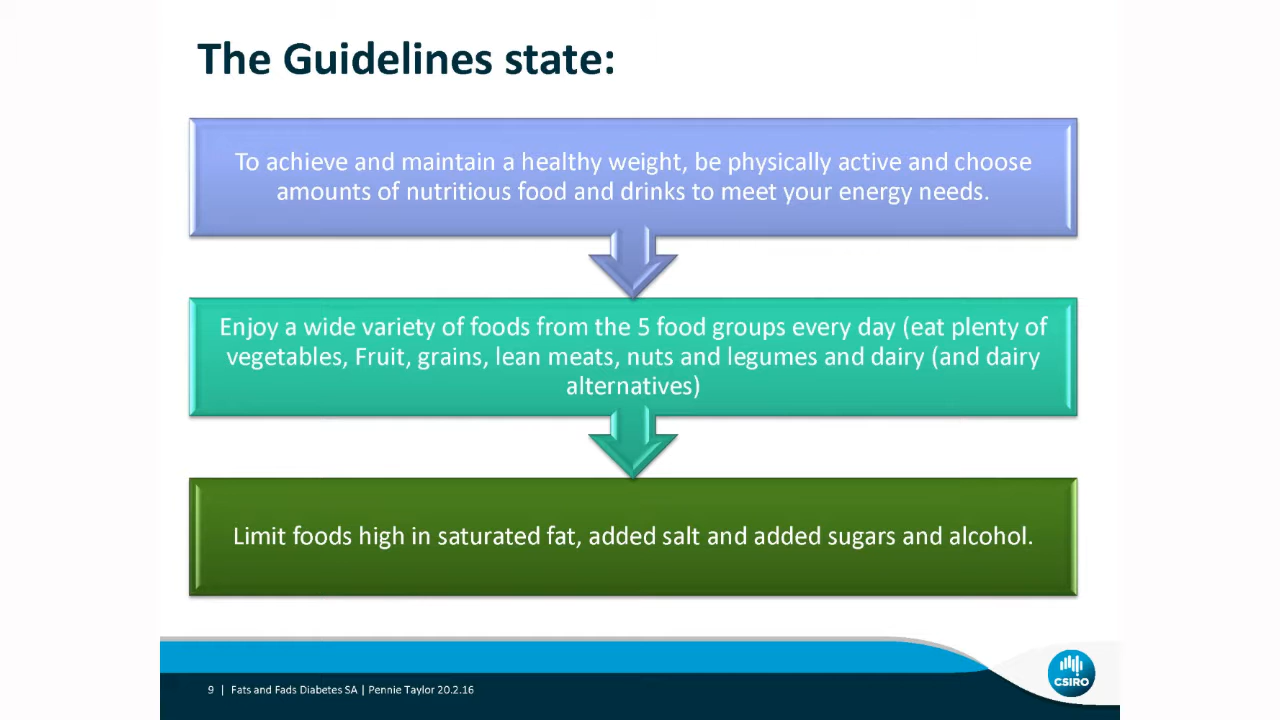 The Guidelines state:
To achieve and maintain a healthy weight, be physically active and choose
amounts of nutritious food and drinks to meet your energy needs.
Enjoy a wide variety of foods from the 5 food groups every day (eat plenty of
vegetables, Fruit, grains, lean meats, nuts and legumes and dairy (and dairy
alternatives)
Limit foods high in saturated fat, added salt and added sugars and alcohol.
9 | Fats and Fads Diabetes SA | Pennie Taylor 20.2.16
CSIRO